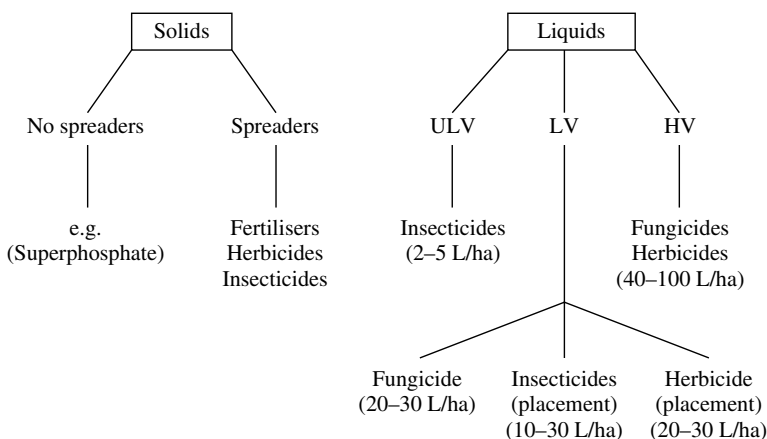 Solids
Liquids
No spreaders
Spreaders
ULV
LV
HV
e.g.
(Superphosphate)
Fertilisers
Herbicides
Insecticides
Insecticides
(2–5 L/ha)
Fungicides
Herbicides
(40–100 L/ha)
Fungicide
(20–30 L/ha)
Insecticides
(placement)
(10–30 L/ha)
Herbicide
(placement)
(20–30 L/ha)